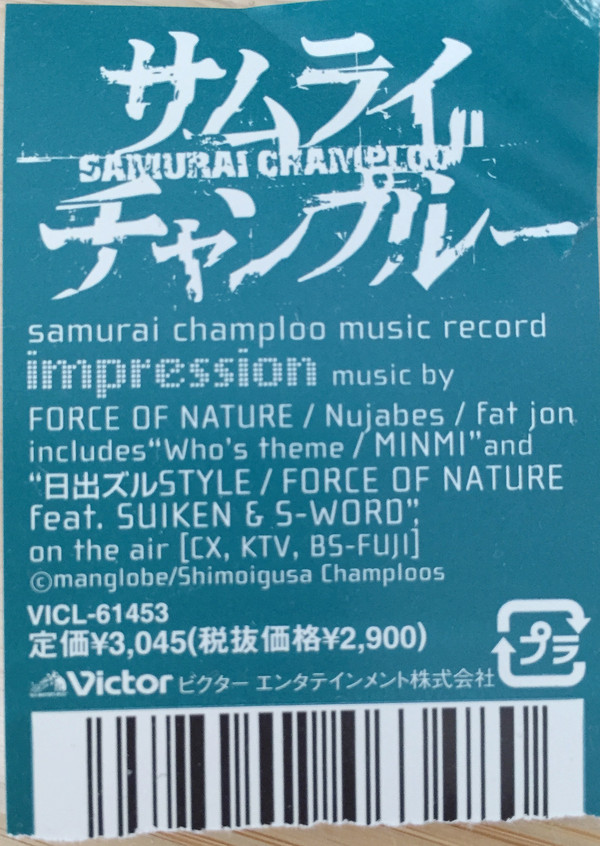 サムライ
SAMURAI CHAMPLOO
チャンプルー
samurai champloo music record
impression music by
FORCE OF NATURE / Nujabes / fat jon
includes“Who's theme / MINMI”and
“日出ズルSTYLE / FORCE OF NATURE
feat. SUIKEN & S-WORD”,
on the air [CX, KTV, BS-FUJI]
©manglobe/Shimoigusa Champloos
VICL-61453
定価¥3,045(税抜価格¥2,900)
プラ
Victor ビクター エンタテインメント株式会社